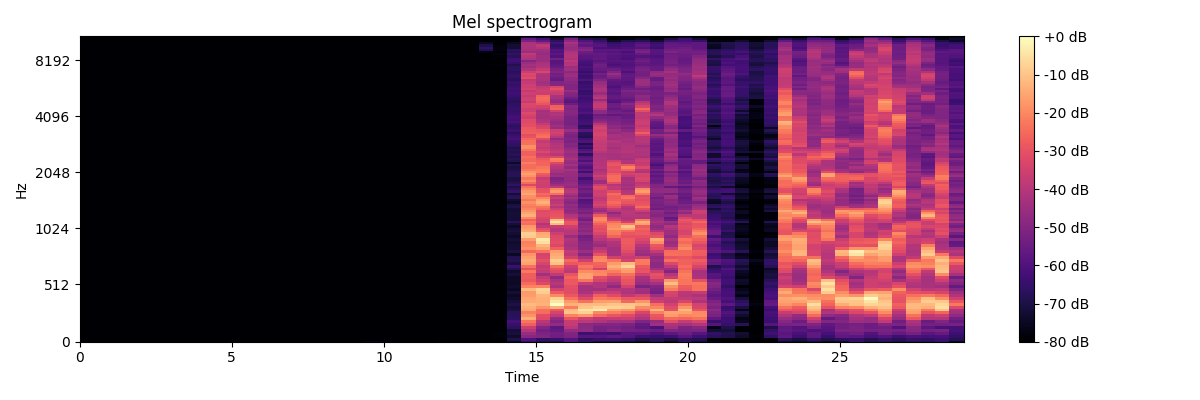 Mel spectrogram
8192
4096
2048
1024
512
0
Hz
0 5 10 15 20 25
Time
+0 dB
-10 dB
-20 dB
-30 dB
-40 dB
-50 dB
-60 dB
-70 dB
-80 dB